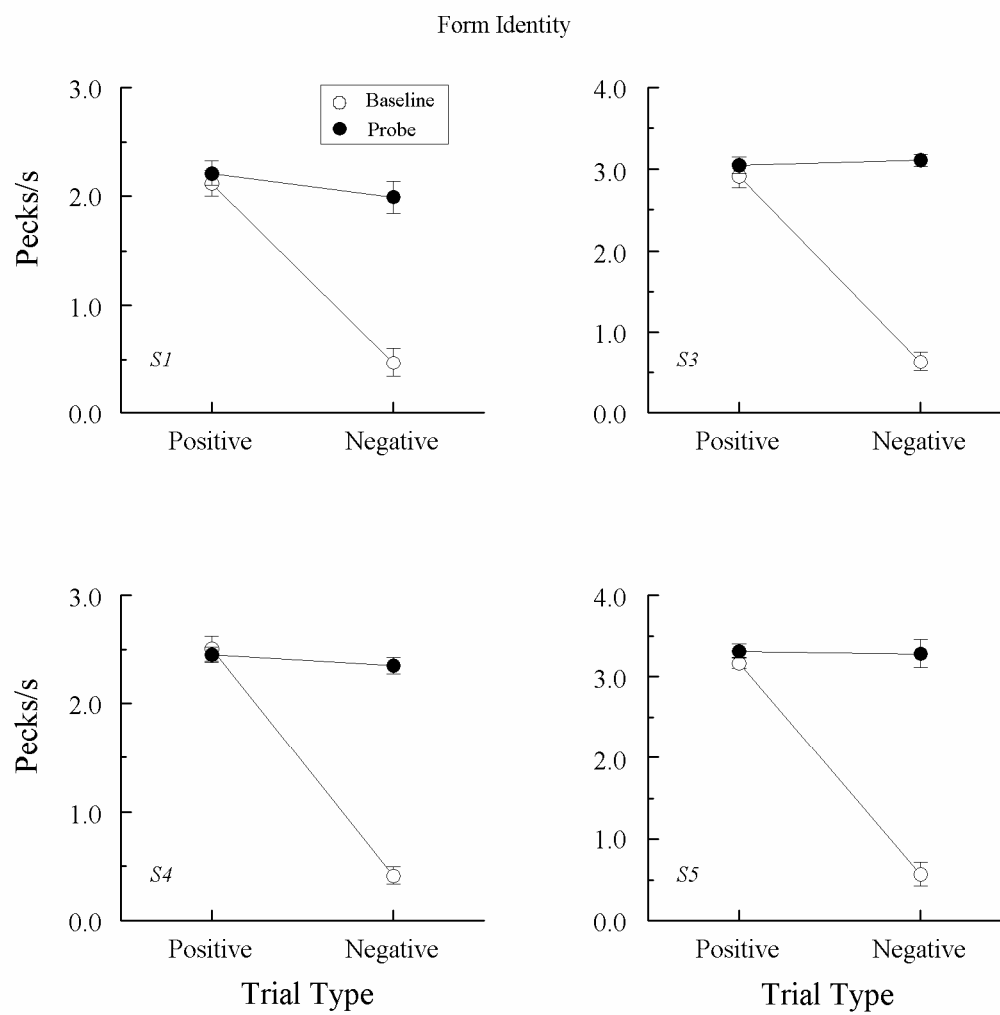 Form Identity
3.0
2.0
1.0
0.0
Pecks/s
Baseline
Probe
S1
Positive Negative
4.0
3.0
2.0
1.0
0.0
S3
Positive Negative
3.0
2.0
1.0
0.0
Pecks/s
S4
Positive Negative
Trial Type
4.0
3.0
2.0
1.0
0.0
S5
Positive Negative
Trial Type